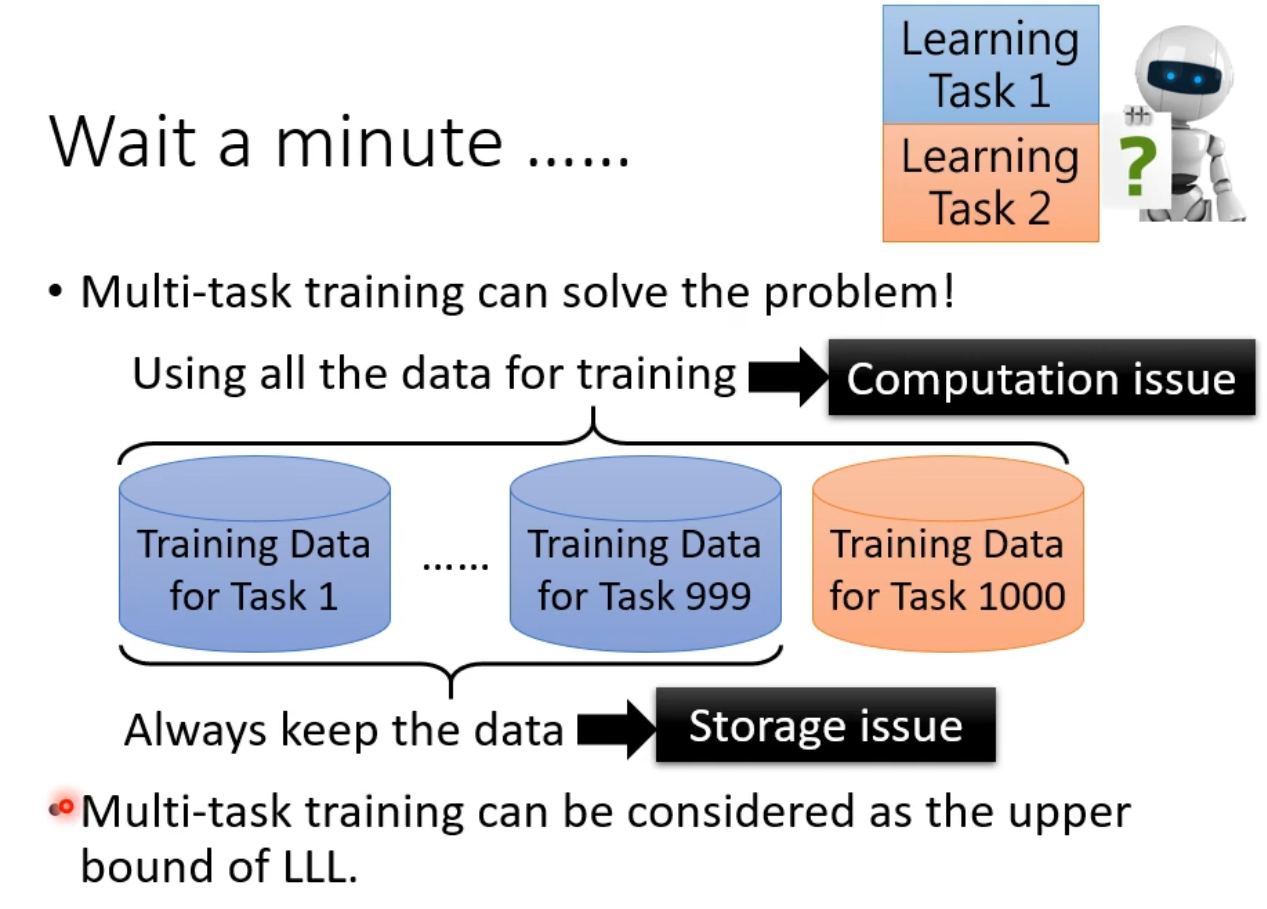 Learning
Task 1
Learning
Task 2
?
Wait a minute ......
• Multi-task training can solve the problem!
Using all the data for training
Computation issue
Training Data
for Task 1
......
Training Data
for Task 999
Training Data
for Task 1000
Always keep the data
Storage issue
• Multi-task training can be considered as the upper
bound of LLL.